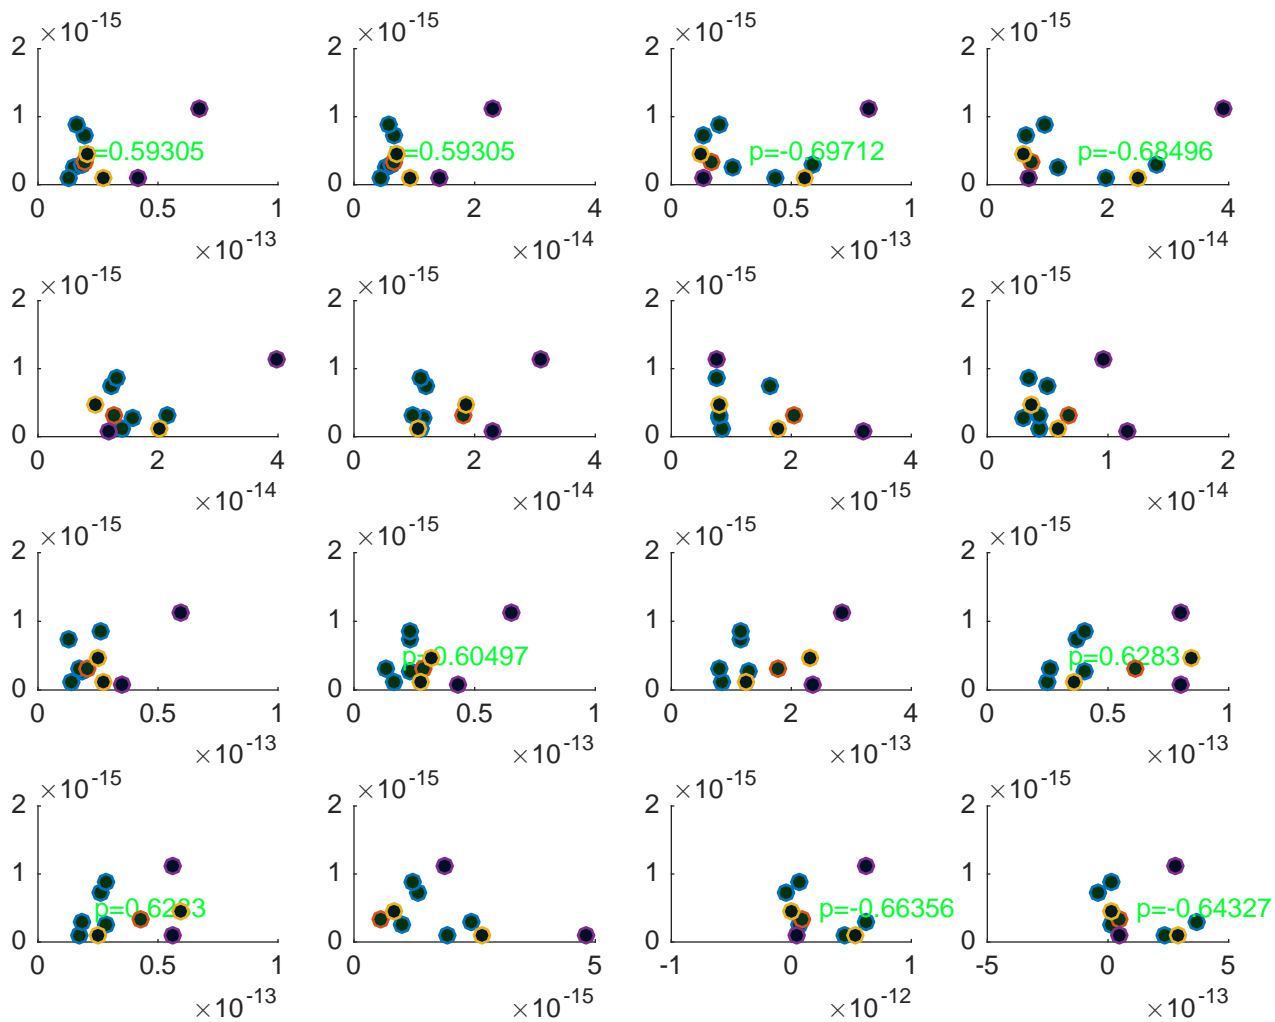 ×10-15 ×10-15 ×10-15 ×10-15
2 2 2 2
1 1 1 1
p=0.59305 p=0.59305 p=-0.69712 p=-0.68496
0 0 0 0
0 0.5 1 0 2 4 0 0.5 1 0 2 4
×10-13 ×10-14 ×10-13 ×10-14
×10-15 ×10-15 ×10-15 ×10-15
2 2 2 2
1 1 1 1
0 0 0 0
0 2 4 0 2 4 0 2 4 0 1 2
×10-14 ×10-14 ×10-15 ×10-14
×10-15 ×10-15 ×10-15 ×10-15
2 2 2 2
1 1 1 1
p=0.60497 p=0.6283
0 0 0 0
0 0.5 1 0 0.5 1 0 2 4 0 0.5 1
×10-13 ×10-13 ×10-13 ×10-13
×10-15 ×10-15 ×10-15 ×10-15
2 2 2 2
1 1 1 1
p=0.6283 p=-0.66356 p=-0.64327
0 0 0 0
0 0.5 1 0 5 -1 0 1 -5 0 5
×10-13 ×10-15 ×10-12 ×10-13